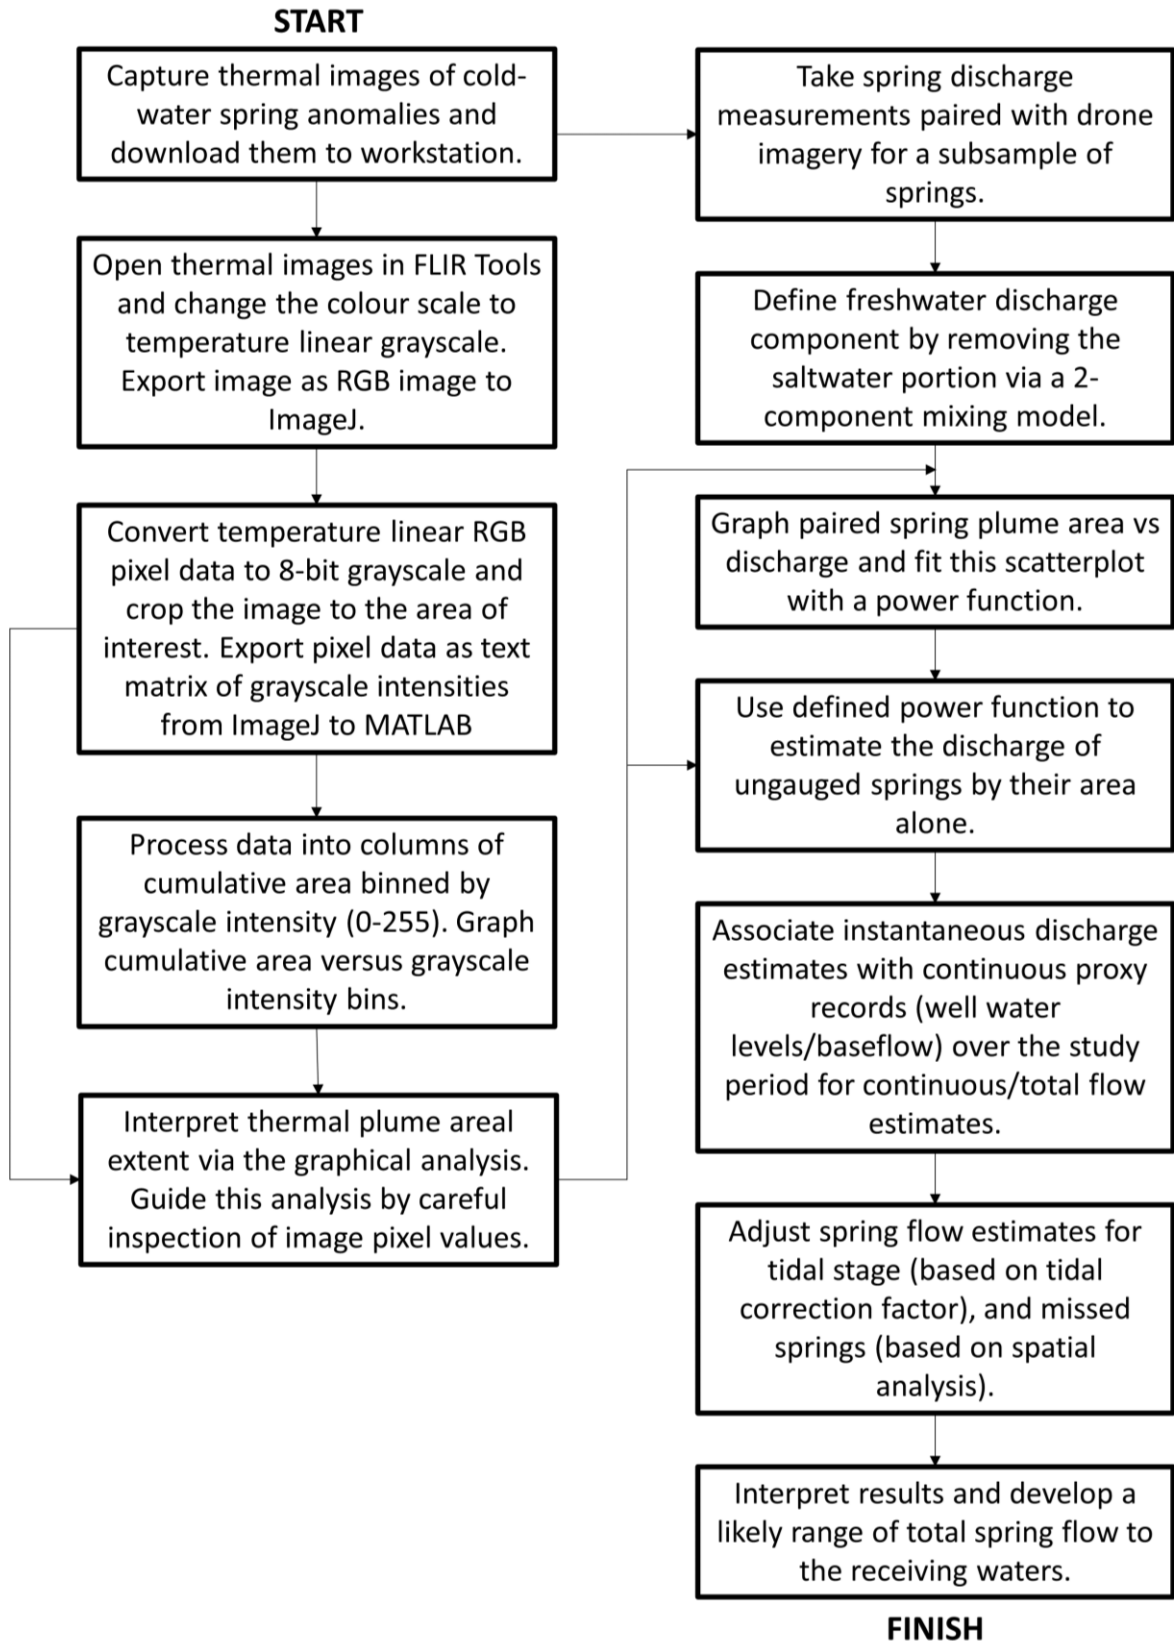 START
Capture thermal images of cold-
water spring anomalies and
download them to workstation.
Open thermal images in FLIR Tools
and change the colour scale to
temperature linear grayscale.
Export image as RGB image to
ImageJ.
Convert temperature linear RGB
pixel data to 8-bit grayscale and
crop the image to the area of
interest. Export pixel data as text
matrix of grayscale intensities
from ImageJ to MATLAB
Process data into columns of
cumulative area binned by
grayscale intensity (0-255). Graph
cumulative area versus grayscale
intensity bins.
Interpret thermal plume areal
extent via the graphical analysis.
Guide this analysis by careful
inspection of image pixel values.
Take spring discharge
measurements paired with drone
imagery for a subsample of
springs.
Define freshwater discharge
component by removing the
saltwater portion via a 2-
component mixing model.
Graph paired spring plume area vs
discharge and fit this scatterplot
with a power function.
Use defined power function to
estimate the discharge of
ungauged springs by their area
alone.
Associate instantaneous discharge
estimates with continuous proxy
records (well water
levels/baseflow) over the study
period for continuous/total flow
estimates.
Adjust spring flow estimates for
tidal stage (based on tidal
correction factor), and missed
springs (based on spatial
analysis).
Interpret results and develop a
likely range of total spring flow to
the receiving waters.
FINISH